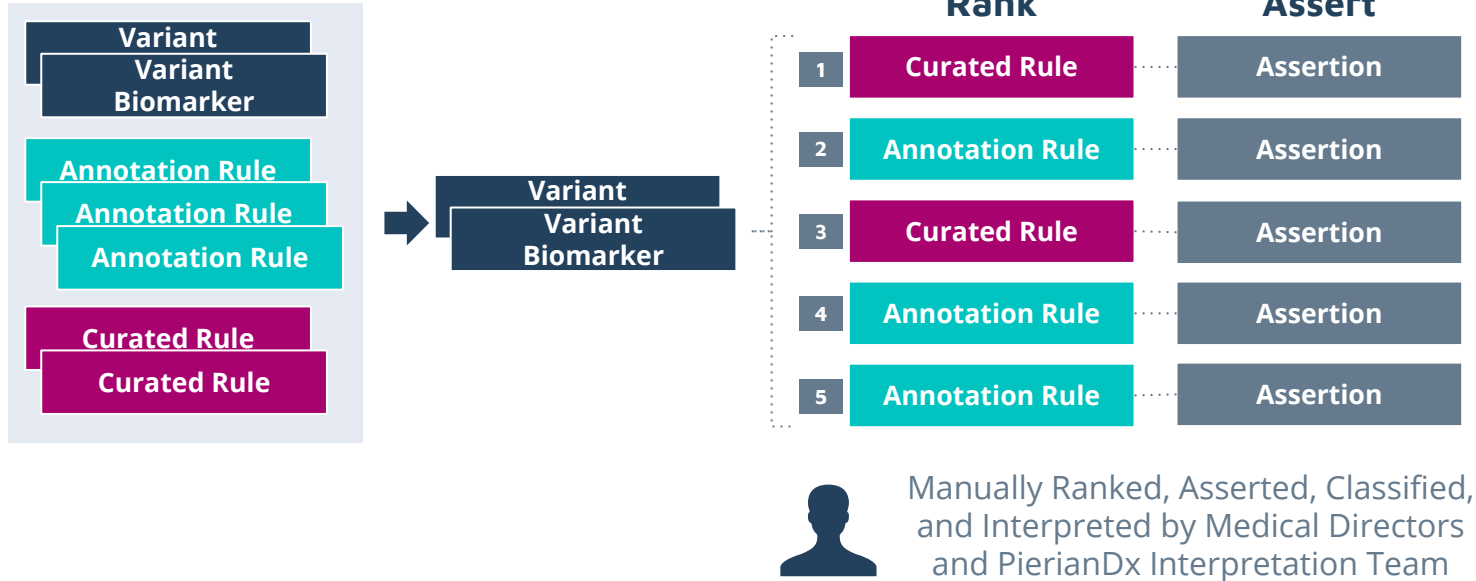 Variant
Variant
Biomarker
Annotation Rule
Annotation Rule
Annotation Rule
Curated Rule
Curated Rule
Variant
Variant
Biomarker
Rank
Assert
1
Curated Rule
Assertion
2
Annotation Rule
Assertion
3
Curated Rule
Assertion
4
Annotation Rule
Assertion
5
Annotation Rule
Assertion
Manually Ranked, Asserted, Classified,
and Interpreted by Medical Directors
and PierianDx Interpretation Team